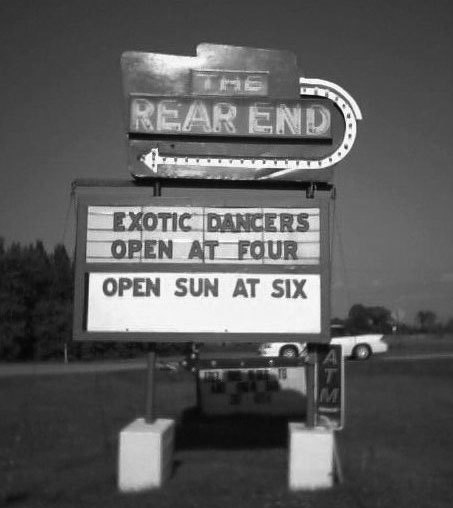 THE
REAR END
EXOTIC DANCERS
OPEN AT FOUR
OPEN SUN AT SIX
ATM